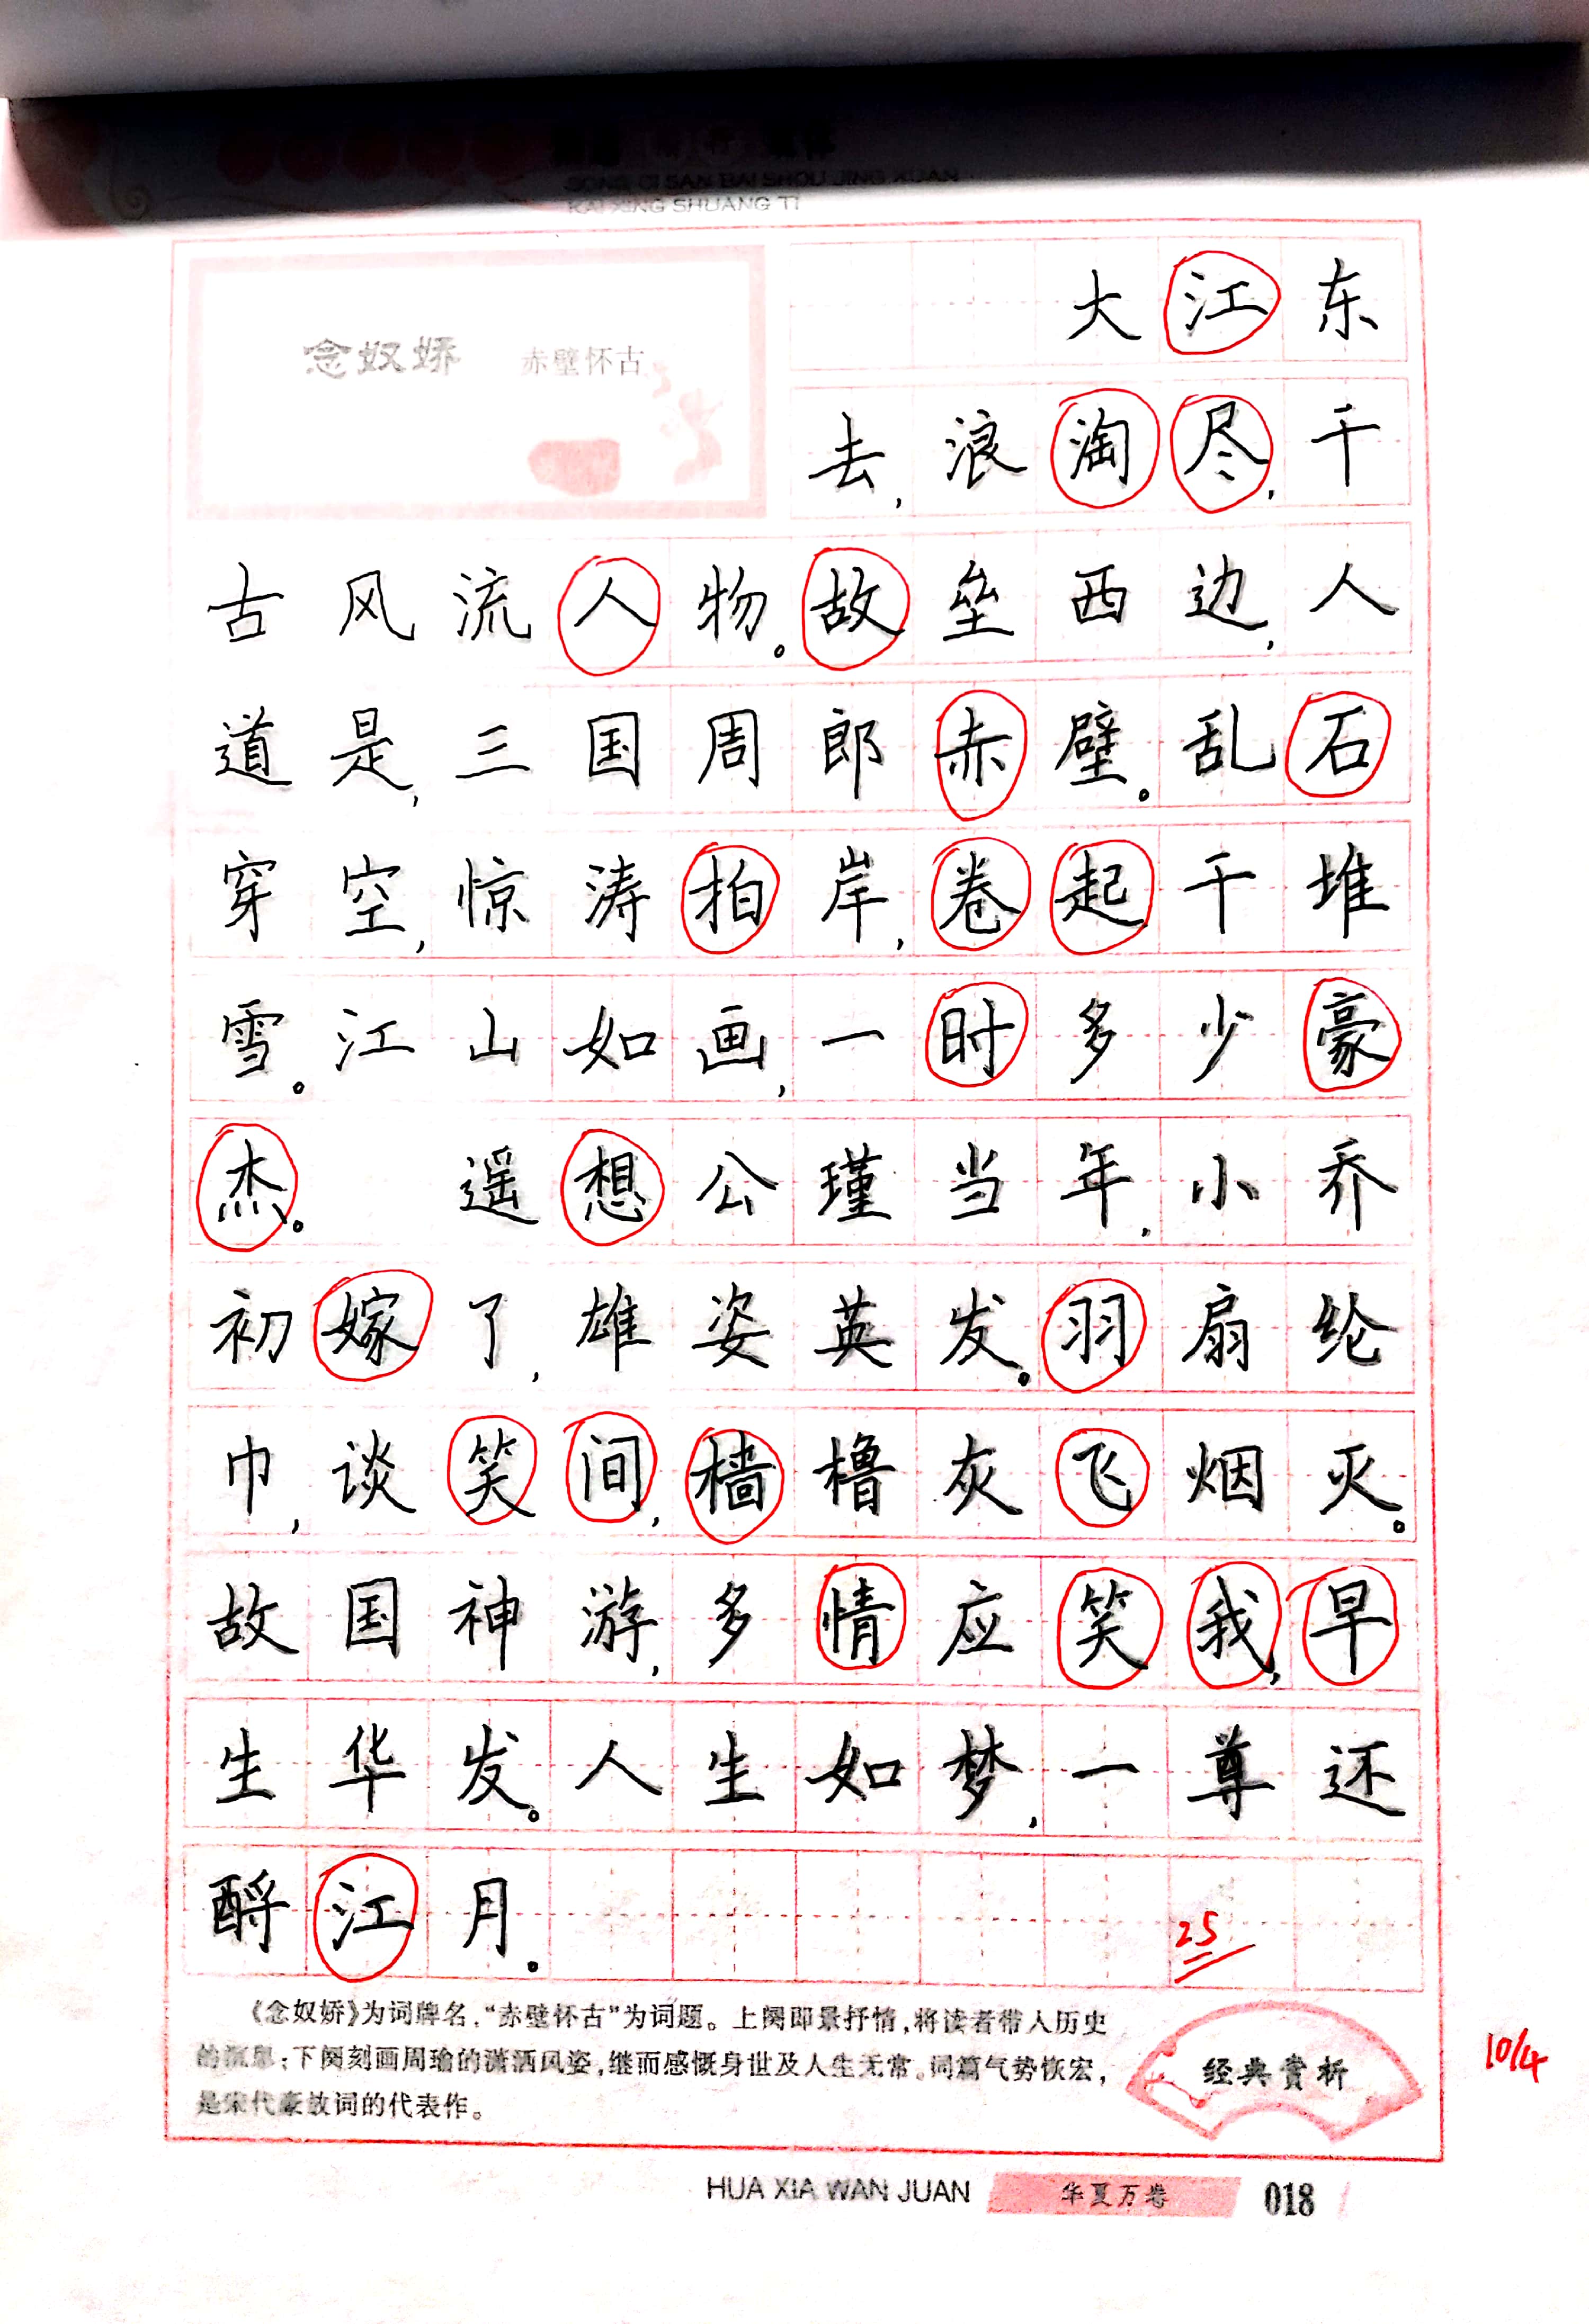 SONG CI SAN BAI SHOU JING XUAN
KAI XING SHUANG TI
念奴娇 赤壁怀古
大江东
去,浪淘尽,千
古风流人物。故垒西边,人
道是,三国周郎赤壁。乱石
穿空,惊涛拍岸,卷起千堆
雪。江山如画,一时多少豪
杰。 遥想公瑾当年,小乔
初嫁了,雄姿英发。羽扇纶
巾,谈笑间,樯橹灰飞烟灭。
故国神游,多情应笑我,早
生华发。人生如梦,一尊还
酹江月。
25
《念奴娇》为词牌名,“赤壁怀古”为词题。上阕即景抒情,将读者带入历史
的沉思;下阕刻画周瑜的潇洒风姿,继而感慨身世及人生无常。词篇气势恢宏,
是宋代豪放词的代表作。
经典赏析
10/4
HUA XIA WAN JUAN 华夏万卷 018